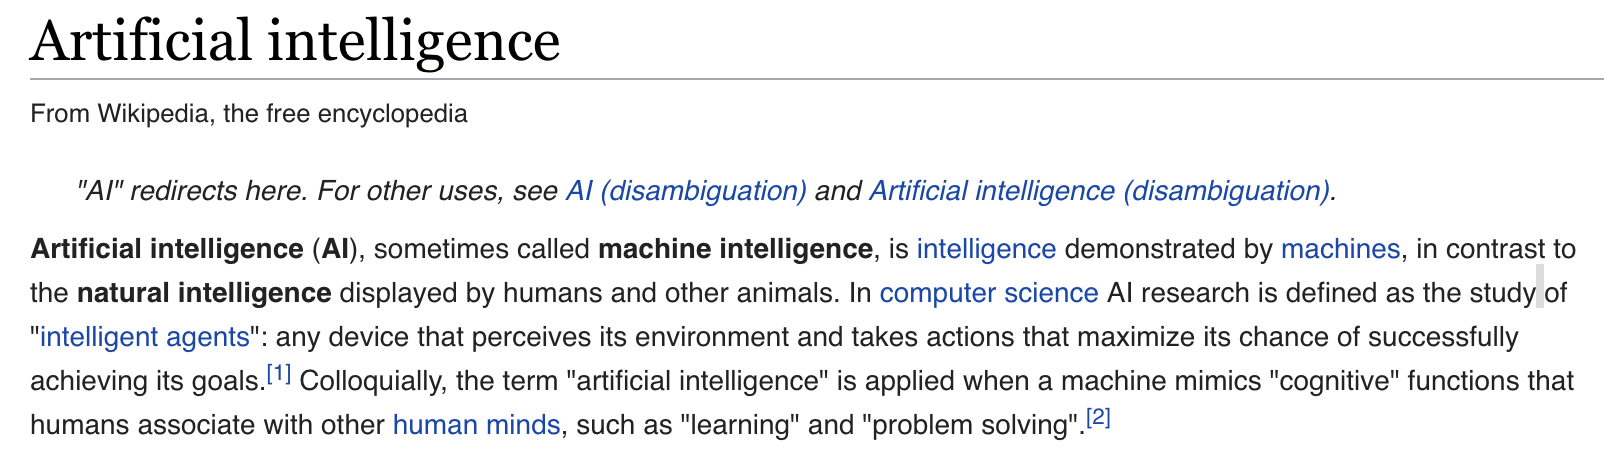 Artificial intelligence
From Wikipedia, the free encyclopedia
"AI" redirects here. For other uses, see AI (disambiguation) and Artificial intelligence (disambiguation).
Artificial intelligence (AI), sometimes called machine intelligence, is intelligence demonstrated by machines, in contrast to
the natural intelligence displayed by humans and other animals. In computer science AI research is defined as the study of
"intelligent agents": any device that perceives its environment and takes actions that maximize its chance of successfully
achieving its goals.[1] Colloquially, the term "artificial intelligence" is applied when a machine mimics "cognitive" functions that
humans associate with other human minds, such as "learning" and "problem solving".[2]